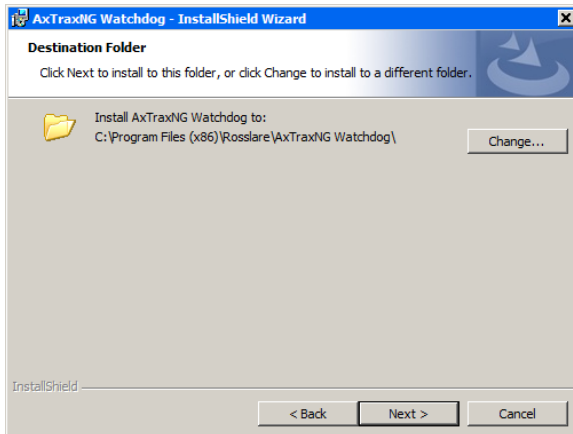 AxTraxNG Watchdog - InstallShield Wizard
Destination Folder
Click Next to install to this folder, or click Change to install to a different folder.
Install AxTraxNG Watchdog to:
C:\Program Files (x86)\Rosslare\AxTraxNG Watchdog\
Change...
InstallShield
< Back
Next >
Cancel